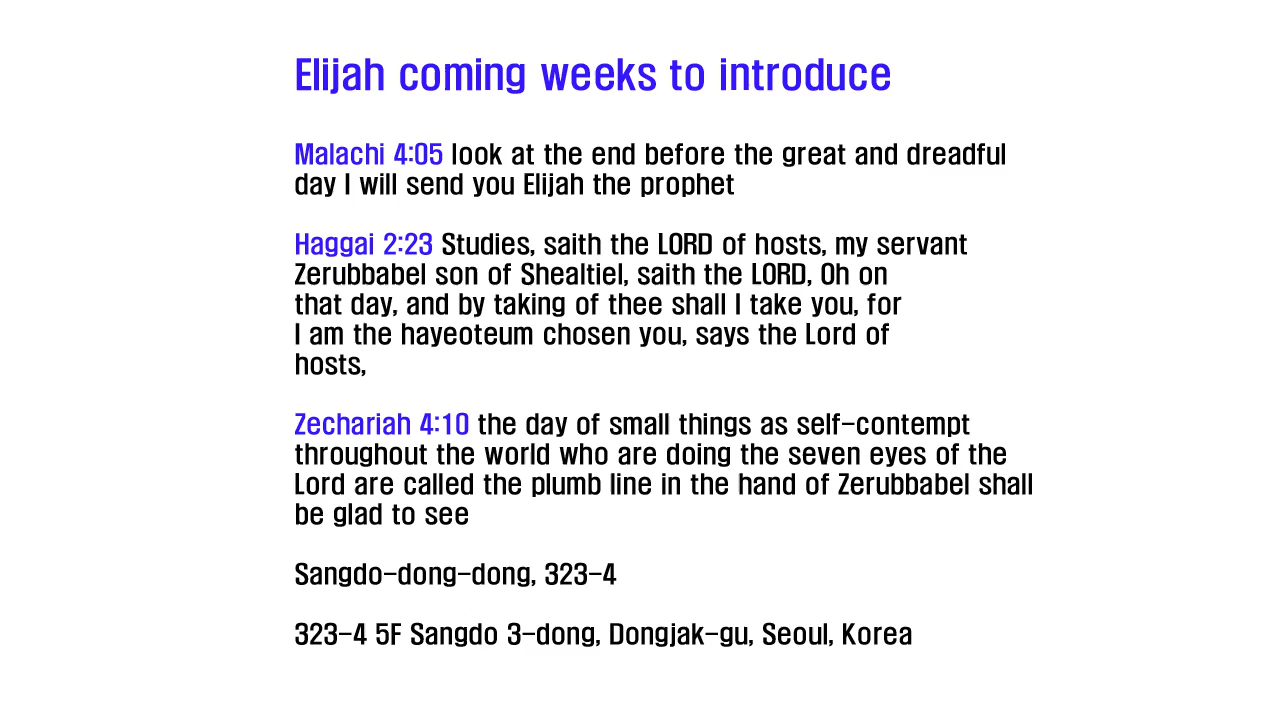 Elijah coming weeks to introduce
Malachi 4:05 look at the end before the great and dreadful
day I will send you Elijah the prophet
Haggai 2:23 Studies, saith the LORD of hosts, my servant
Zerubbabel son of Shealtiel, saith the LORD, Oh on
that day, and by taking of thee shall I take you, for
I am the hayeoteum chosen you, says the Lord of
hosts,
Zechariah 4:10 the day of small things as self-contempt
throughout the world who are doing the seven eyes of the
Lord are called the plumb line in the hand of Zerubbabel shall
be glad to see
Sangdo-dong-dong, 323-4
323-4 5F Sangdo 3-dong, Dongjak-gu, Seoul, Korea